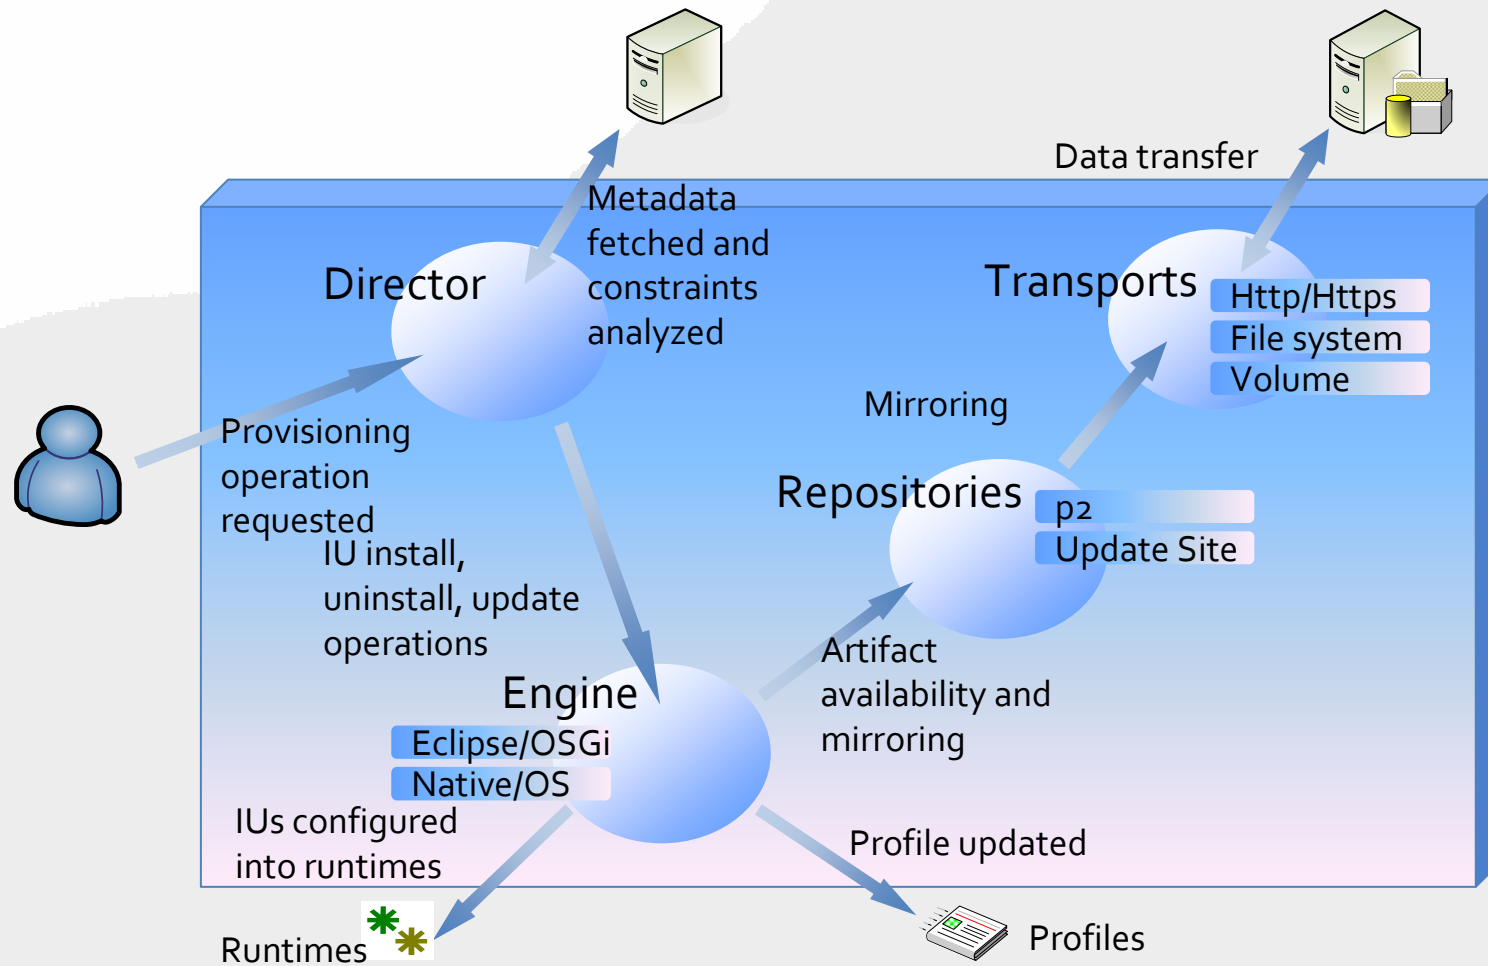 Data transfer
Metadata
fetched and
constraints
analyzed
Director
Transports
Http/Https
File system
Volume
Mirroring
Provisioning
operation
requested
Repositories
p2
Update Site
IU install,
uninstall, update
operations
Artifact
availability and
mirroring
Engine
Eclipse/OSGi
Native/OS
IUs configured
into runtimes
Profile updated
Runtimes
Profiles